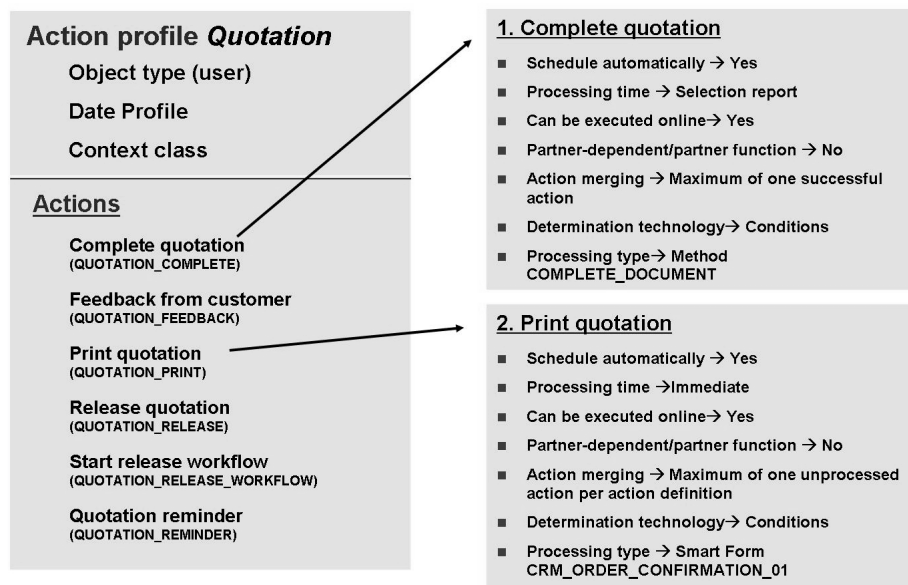 Action profile Quotation
Object type (user)
Date Profile
Context class
Actions
Complete quotation
(QUOTATION_COMPLETE)
Feedback from customer
(QUOTATION_FEEDBACK)
Print quotation
(QUOTATION_PRINT)
Release quotation
(QUOTATION_RELEASE)
Start release workflow
(QUOTATION_RELEASE_WORKFLOW)
Quotation reminder
(QUOTATION_REMINDER)
1. Complete quotation
■ Schedule automatically → Yes
■ Processing time → Selection report
■ Can be executed online→ Yes
■ Partner-dependent/partner function → No
■ Action merging → Maximum of one successful
action
■ Determination technology→ Conditions
■ Processing type→ Method
COMPLETE_DOCUMENT
2. Print quotation
■ Schedule automatically → Yes
■ Processing time →Immediate
■ Can be executed online→ Yes
■ Partner-dependent/partner function → No
■ Action merging → Maximum of one unprocessed
action per action definition
■ Determination technology→ Conditions
■ Processing type → Smart Form
CRM_ORDER_CONFIRMATION_01